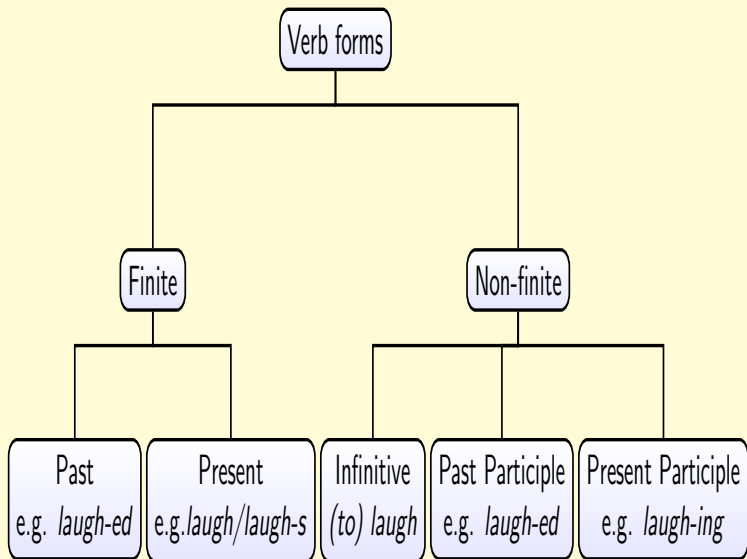 Verb forms
Finite
Non-finite
Past
e.g. laugh-ed
Present
e.g.laugh/laugh-s
Infinitive
(to) laugh
Past Participle
e.g. laugh-ed
Present Participle
e.g. laugh-ing